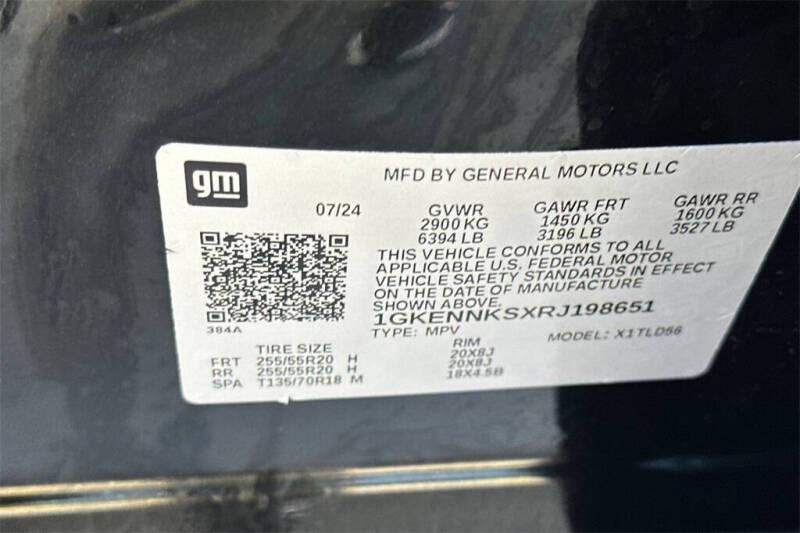 gm
MFD BY GENERAL MOTORS LLC
07/24 GVWR GAWR FRT GAWR RR
2900 KG 1450 KG 1600 KG
6394 LB 3196 LB 3527 LB
THIS VEHICLE CONFORMS TO ALL
APPLICABLE U.S. FEDERAL MOTOR
VEHICLE SAFETY STANDARDS IN EFFECT
ON THE DATE OF MANUFACTURE
SHOWN ABOVE.
1GKENNKSXRJ198651
384A
TYPE: MPV MODEL: X1TLD56
TIRE SIZE RIM
FRT 255/55R20 H 20X8J
RR 255/55R20 H 20X8J
SPA T135/70R18 M 18X4.5B